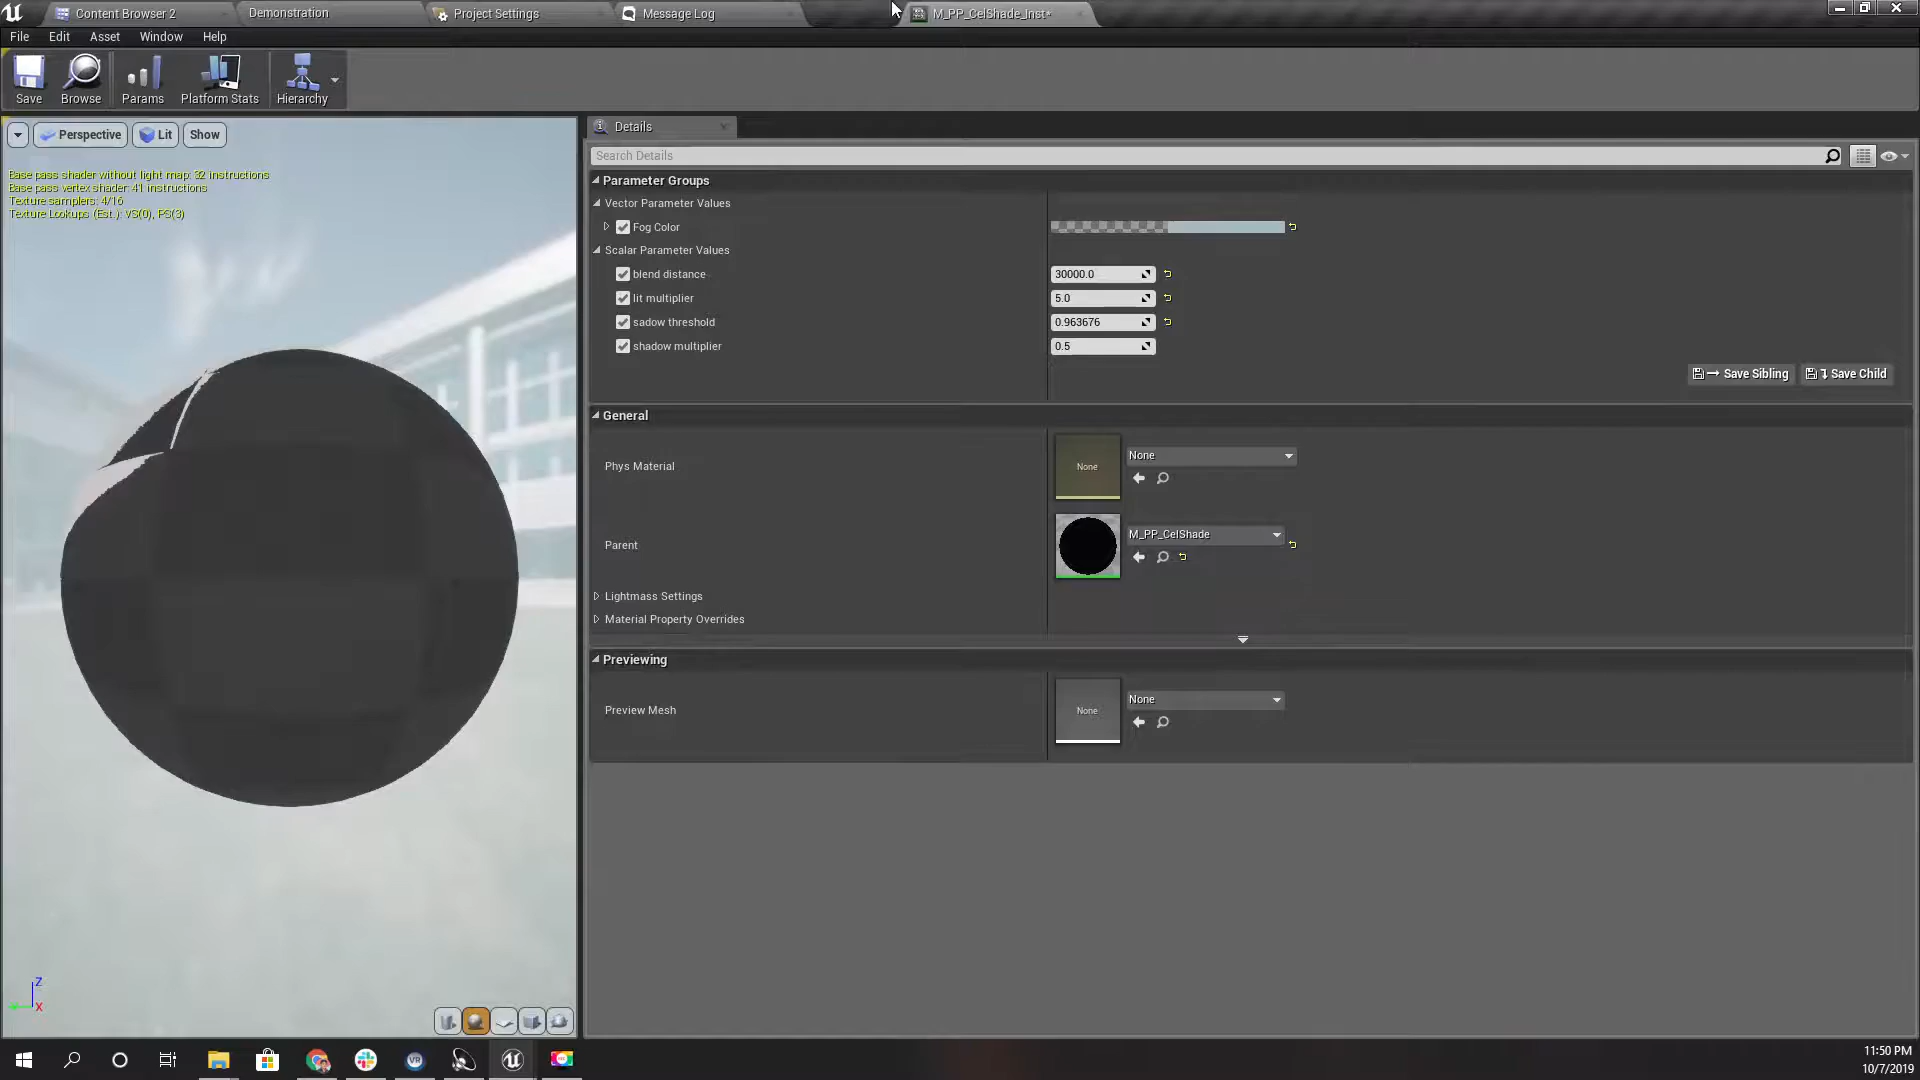 Content Browser 2
Demonstration
Project Settings
Message Log
M_PP_CelShade_Inst*
File Edit Asset Window Help
Save
Browse
Params
Platform Stats
Hierarchy
Perspective
Lit
Show
Base pass shader without light map: 32 instructions
Base pass vertex shader: 41 instructions
Texture samplers: 4/16
Texture Lookups (Est.): VS(0), PS(3)
Z
X
Details
Search Details
Parameter Groups
Vector Parameter Values
Fog Color
Scalar Parameter Values
blend distance 30000.0
lit multiplier 5.0
sadow threshold 0.963676
shadow multiplier 0.5
Save Sibling
Save Child
General
Phys Material
None
None
Parent
M_PP_CelShade
Lightmass Settings
Material Property Overrides
Previewing
Preview Mesh
None
None
11:50 PM
10/7/2019